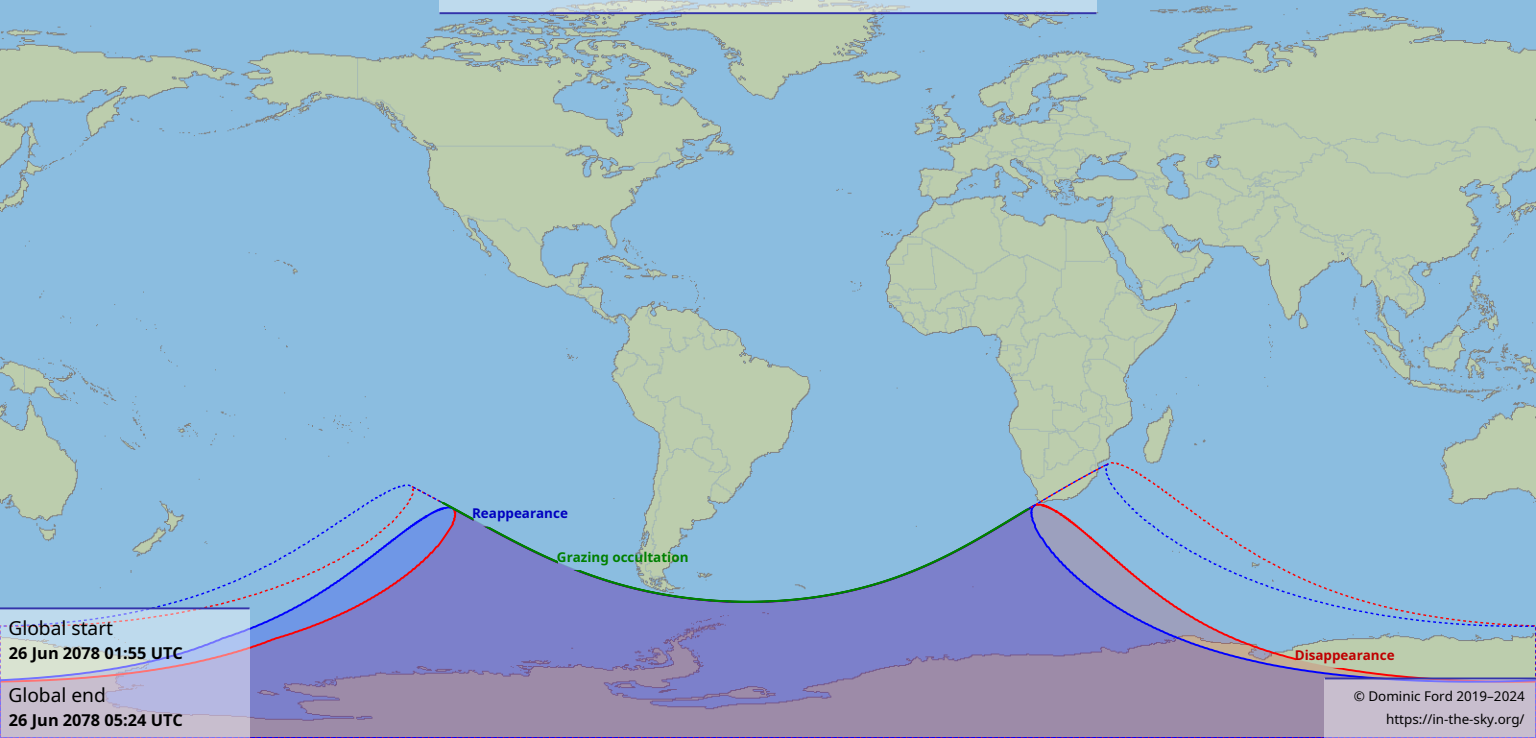 Reappearance
Grazing occultation
Global start
26 Jun 2078 01:55 UTC
Disappearance
Global end
26 Jun 2078 05:24 UTC
© Dominic Ford 2019–2024
https://in-the-sky.org/